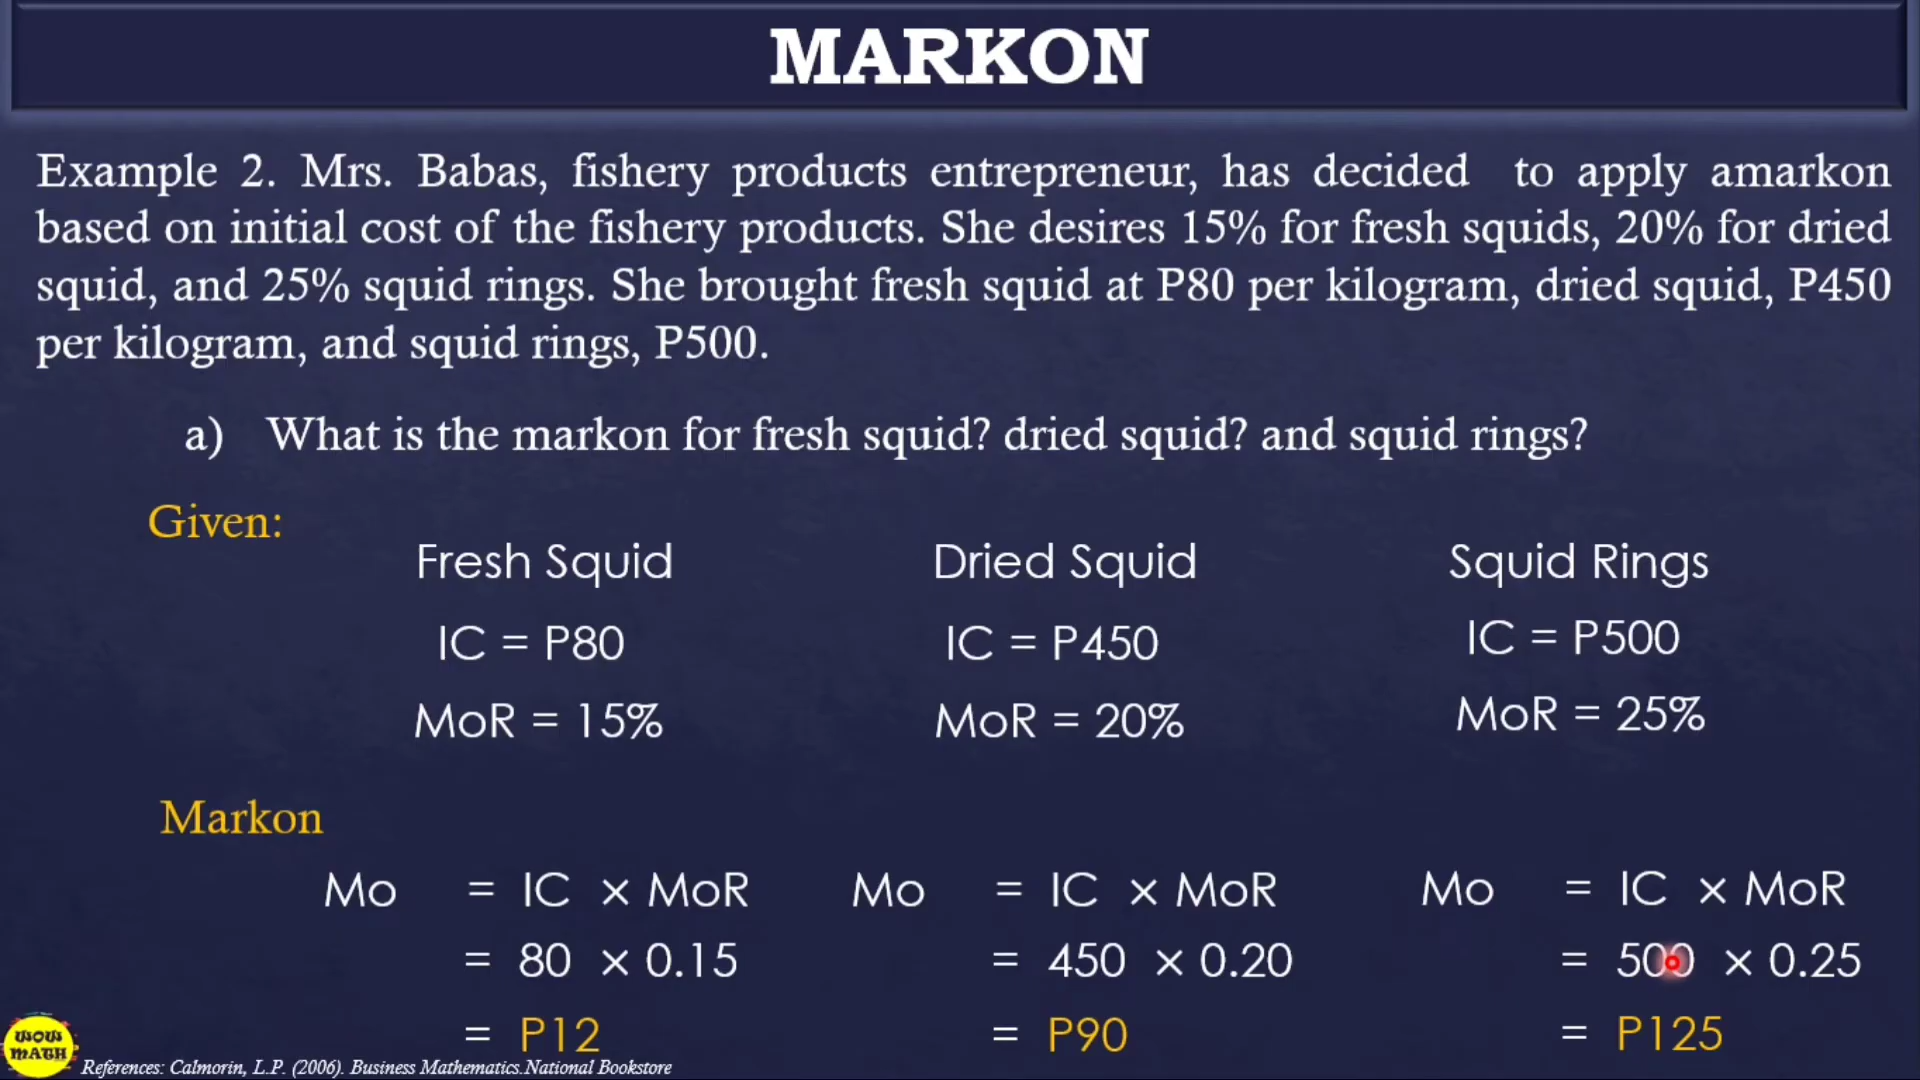 MARKON
Example 2. Mrs. Babas, fishery products entrepreneur, has decided to apply amarkon
based on initial cost of the fishery products. She desires 15% for fresh squids, 20% for dried
squid, and 25% squid rings. She brought fresh squid at P80 per kilogram, dried squid, P450
per kilogram, and squid rings, P500.
a) What is the markon for fresh squid? dried squid? and squid rings?
Given:
Fresh Squid Dried Squid Squid Rings
IC = P80 IC = P450 IC = P500
MoR = 15% MoR = 20% MoR = 25%
Markon
Mo = IC × MoR Mo = IC × MoR Mo = IC × MoR
= 80 × 0.15 = 450 × 0.20 = 500 × 0.25
= P12 = P90 = P125
WOW
MATH
References: Calmorin, L.P. (2006). Business Mathematics.National Bookstore